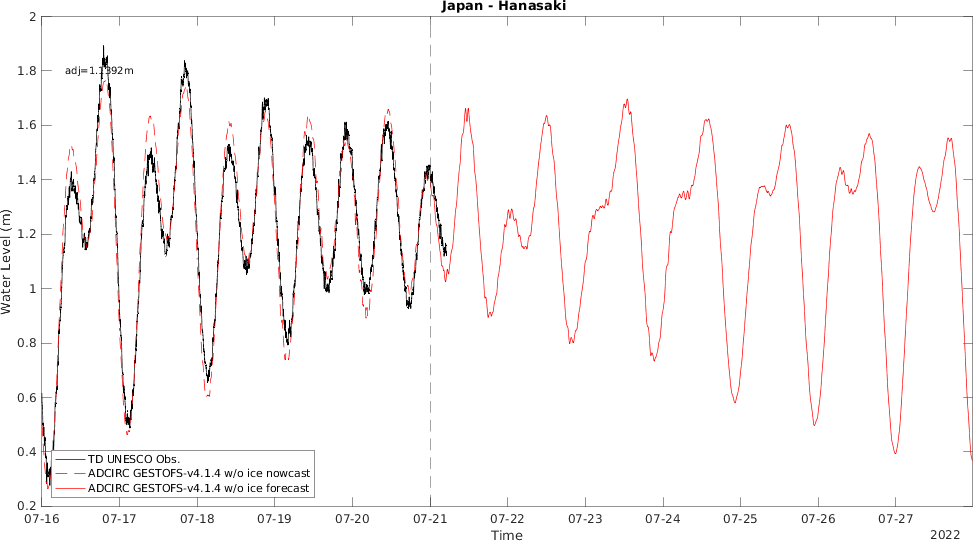 Japan - Hanasaki
2
1.8
1.6
1.4
1.2
1
0.8
0.6
0.4
0.2
Water Level (m)
adj=1.1392m
TD UNESCO Obs.
ADCIRC GESTOFS-v4.1.4 w/o ice nowcast
ADCIRC GESTOFS-v4.1.4 w/o ice forecast
07-16 07-17 07-18 07-19 07-20 07-21 07-22 07-23 07-24 07-25 07-26 07-27
Time
2022